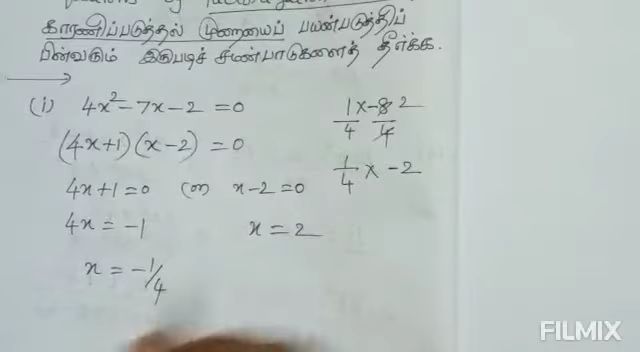 காரணிப்படுத்தல் முறையைப் பயன்படுத்திப்
பின்வரும் இருபடிச் சமன்பாடுகளைத் தீர்க்க.
(i) 4x² - 7x - 2 = 0
(4x+1)(x-2) = 0
4x+1=0 (or) x-2=0
4x = -1 x = 2
x = -1/4
1/4 x -8/4 2
1/4 x -2
FILMIX